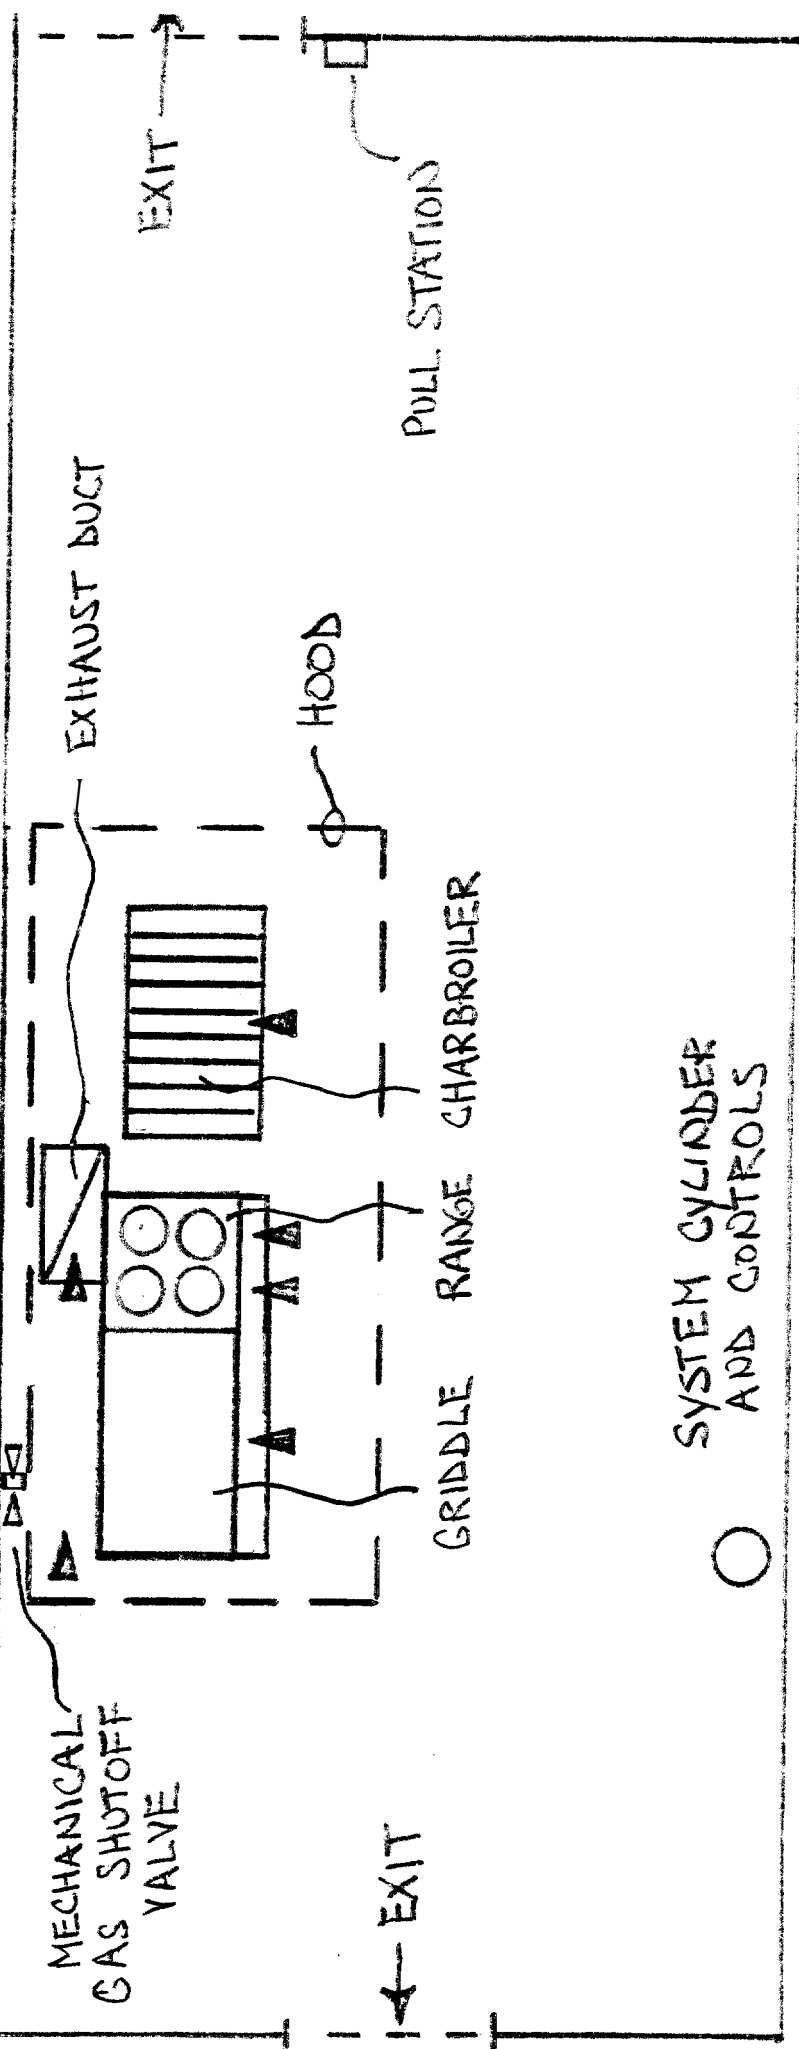 MECHANICAL
GAS SHUTOFF
VALVE
EXHAUST DUCT
EXIT
EXIT
HOOD
PULL STATION
GRIDDLE
RANGE
CHARBROILER
SYSTEM CYLINDER
AND CONTROLS